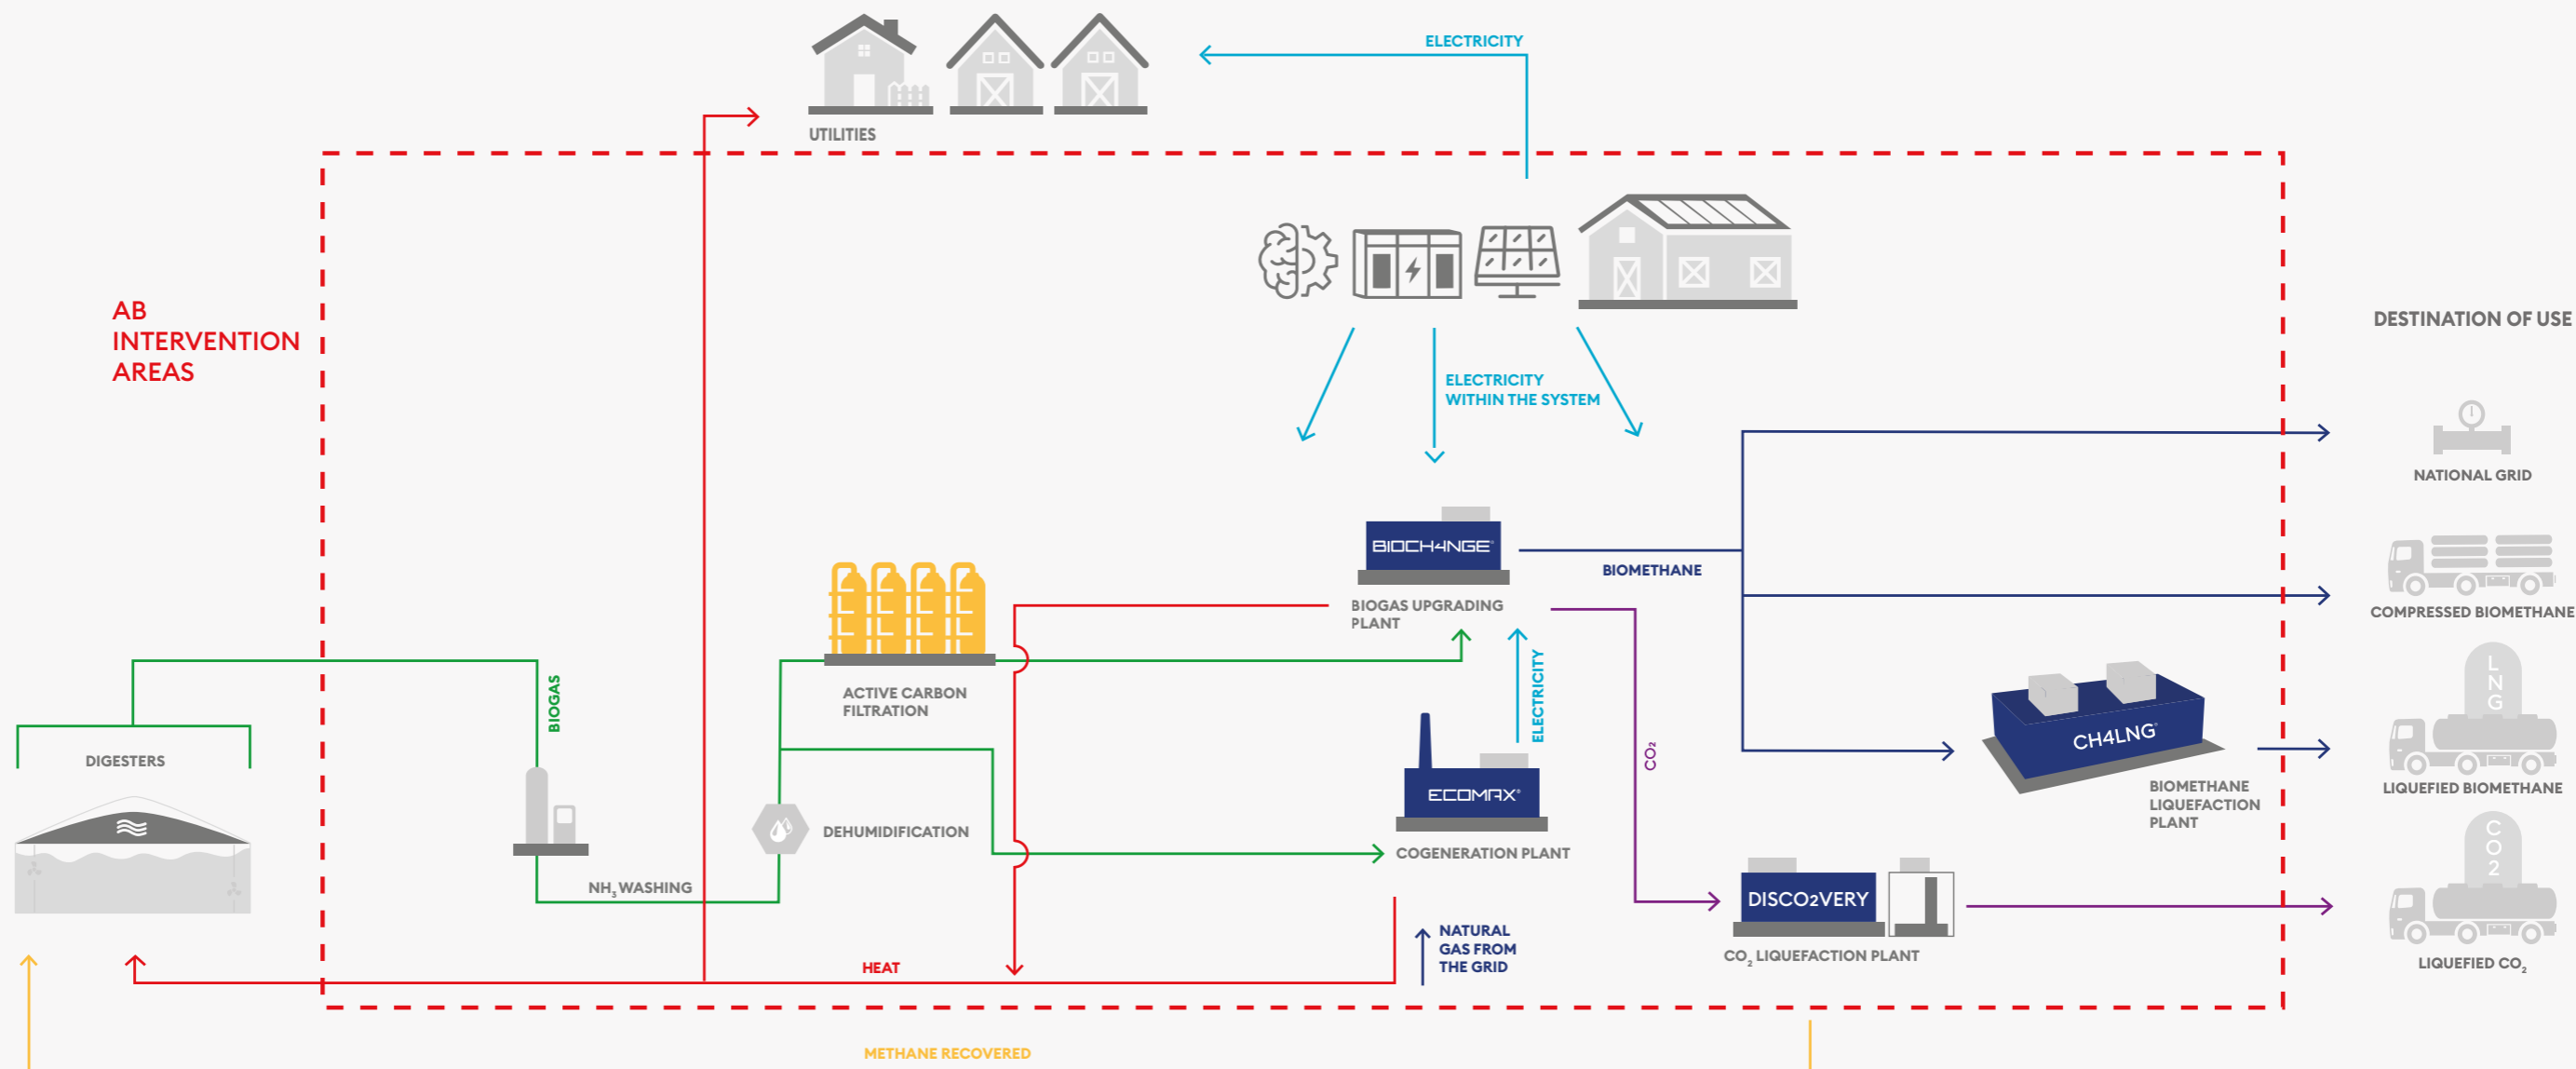 ELECTRICITY
UTILITIES
AB
INTERVENTION
AREAS
DESTINATION OF USE
ELECTRICITY
WITHIN THE SYSTEM
NATIONAL GRID
BIOCH4NGE®
BIOMETHANE
BIOGAS UPGRADING
PLANT
COMPRESSED BIOMETHANE
BIOGAS
ACTIVE CARBON
FILTRATION
ELECTRICITY
CO₂
LNG
CH4LNG®
DIGESTERS
BIOMETHANE
LIQUEFACTION
PLANT
LIQUEFIED BIOMETHANE
ECOMAX®
DEHUMIDIFICATION
COGENERATION PLANT
CO2
NH₃ WASHING
DISCO2VERY
NATURAL
GAS FROM
THE GRID
CO₂ LIQUEFACTION PLANT
LIQUEFIED CO₂
HEAT
METHANE RECOVERED